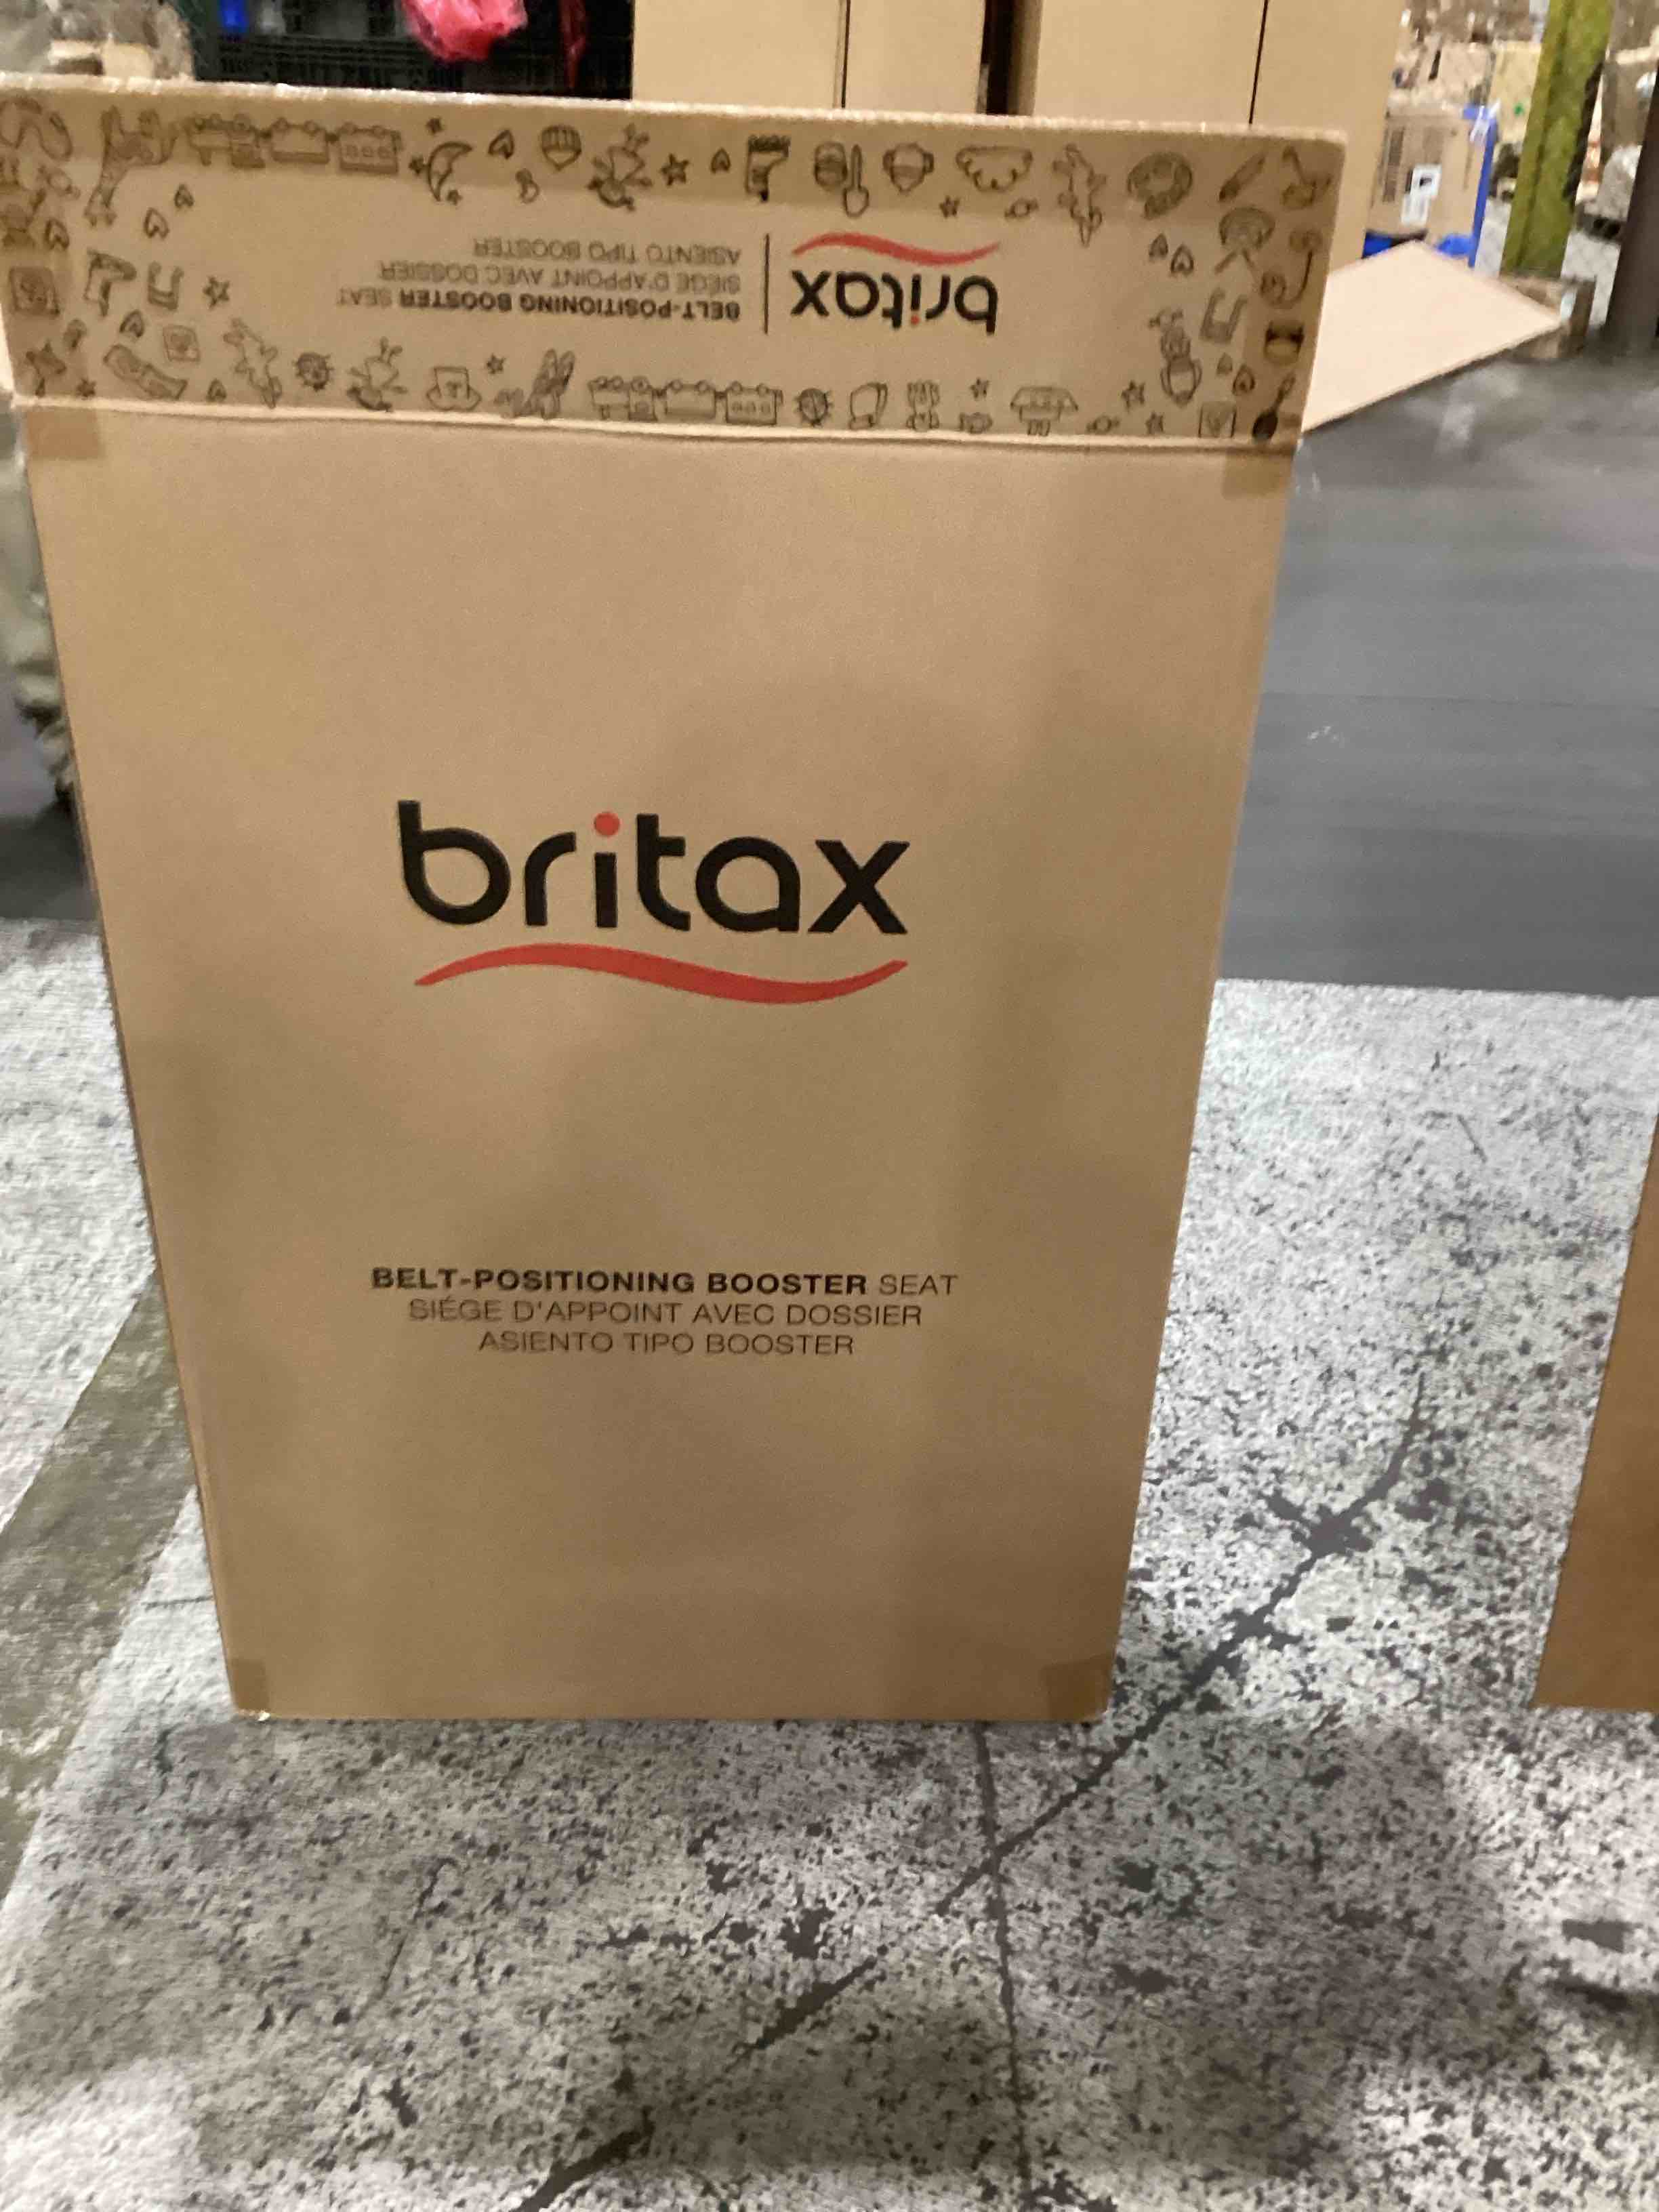 britax
BELT-POSITIONING BOOSTER SEAT
SIÈGE D'APPOINT AVEC DOSSIER
ASIENTO TIPO BOOSTER
britax
BELT-POSITIONING BOOSTER SEAT
SIÉGE D'APPOINT AVEC DOSSIER
ASIENTO TIPO BOOSTER